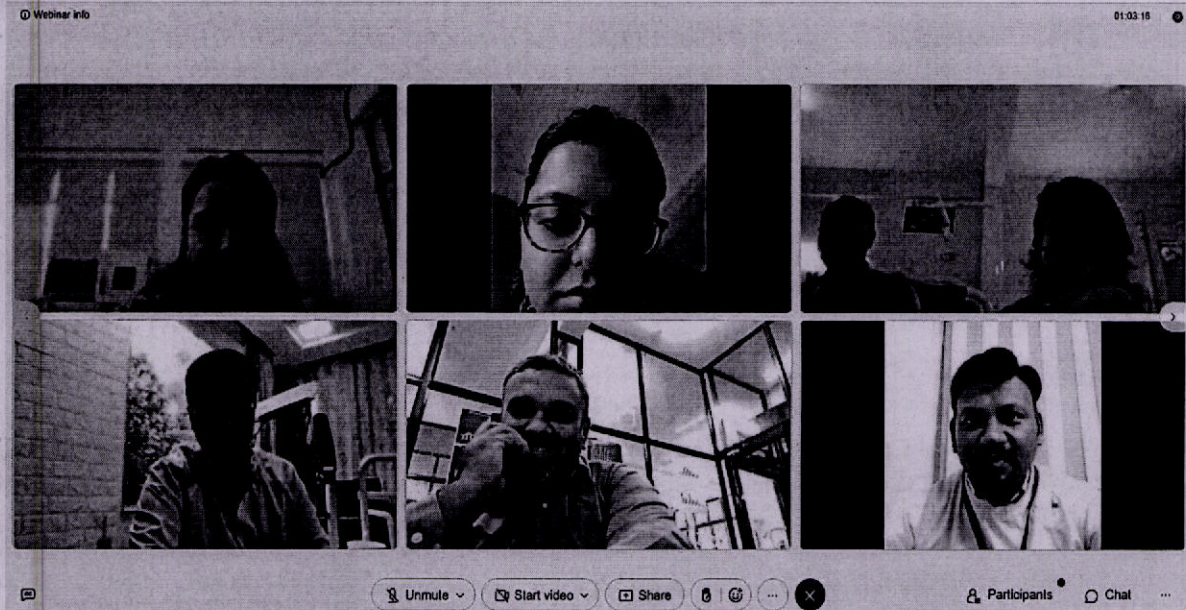 Webinar info
01:03:16
Unmute
Start video
Share
Participants
Chat